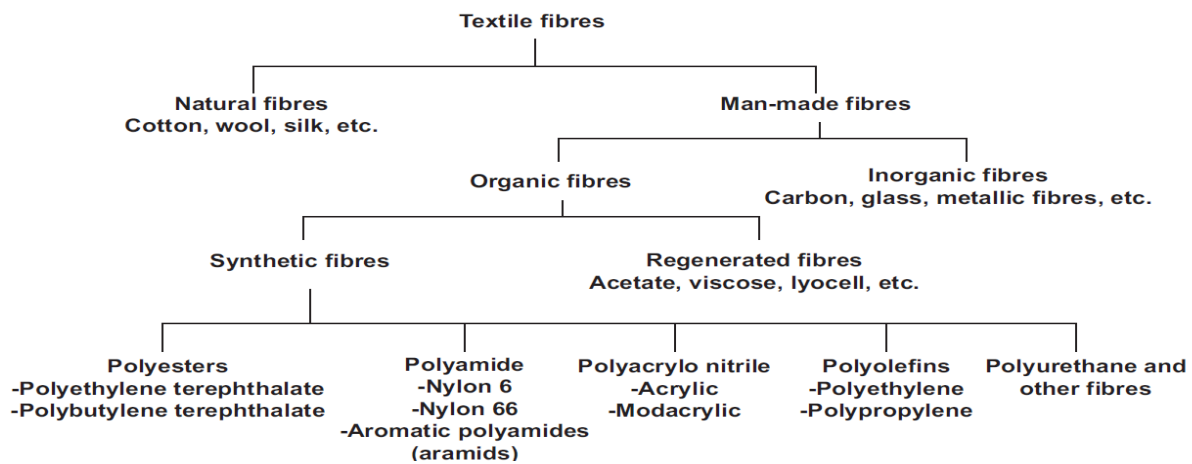 Textile fibres
Natural fibres
Cotton, wool, silk, etc.
Man-made fibres
Organic fibres
Inorganic fibres
Carbon, glass, metallic fibres, etc.
Synthetic fibres
Regenerated fibres
Acetate, viscose, lyocell, etc.
Polyesters
-Polyethylene terephthalate
-Polybutylene terephthalate
Polyamide
-Nylon 6
-Nylon 66
-Aromatic polyamides
(aramids)
Polyacrylo nitrile
-Acrylic
-Modacrylic
Polyolefins
-Polyethylene
-Polypropylene
Polyurethane and
other fibres